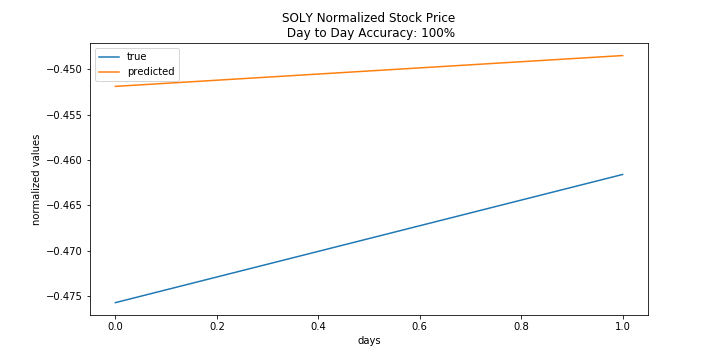 SOLY Normalized Stock Price
Day to Day Accuracy: 100%
true
predicted
normalized values
−0.450
−0.455
−0.460
−0.465
−0.470
−0.475
0.0 0.2 0.4 0.6 0.8 1.0
days